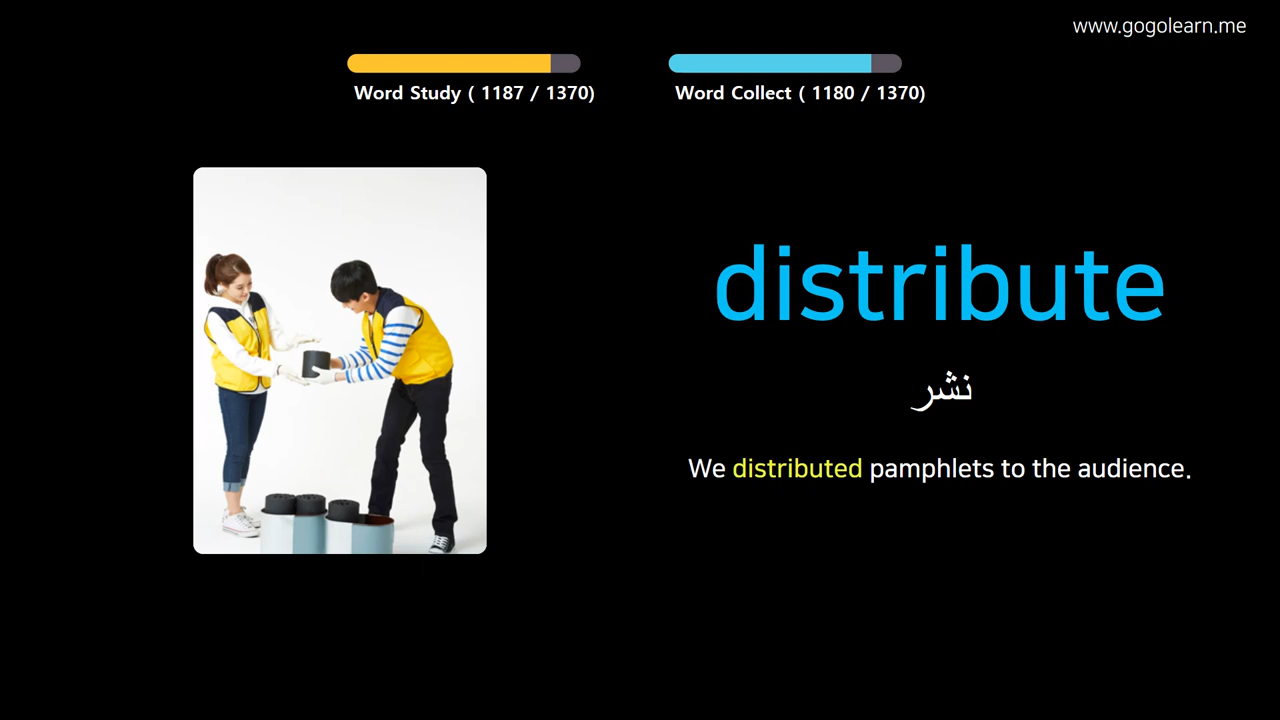 www.gogolearn.me
Word Study ( 1187 / 1370)
Word Collect ( 1180 / 1370)
distribute
نشر
We distributed pamphlets to the audience.